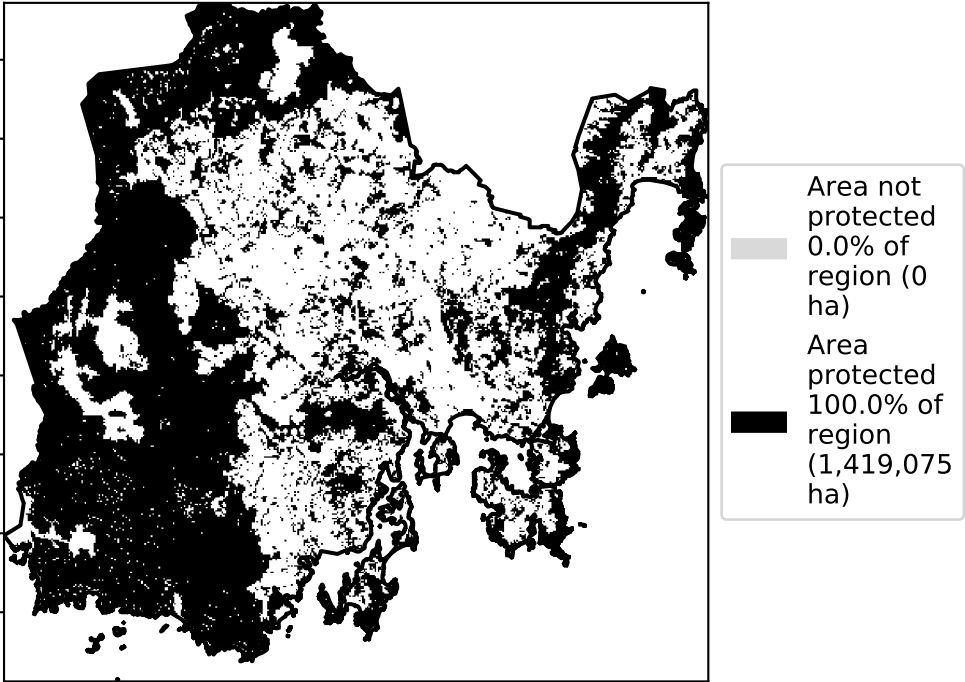 Area not
protected
0.0% of
region (0
ha)
Area
protected
100.0% of
region
(1,419,075
ha)